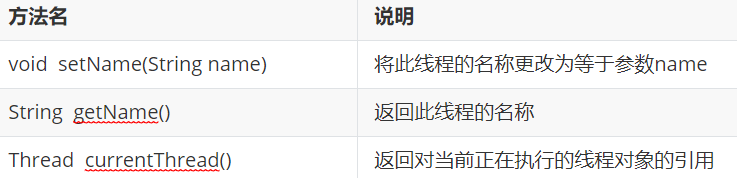 方法名 说明
void setName(String name) 将此线程的名称更改为等于参数name
String getName() 返回此线程的名称
Thread currentThread() 返回对当前正在执行的线程对象的引用